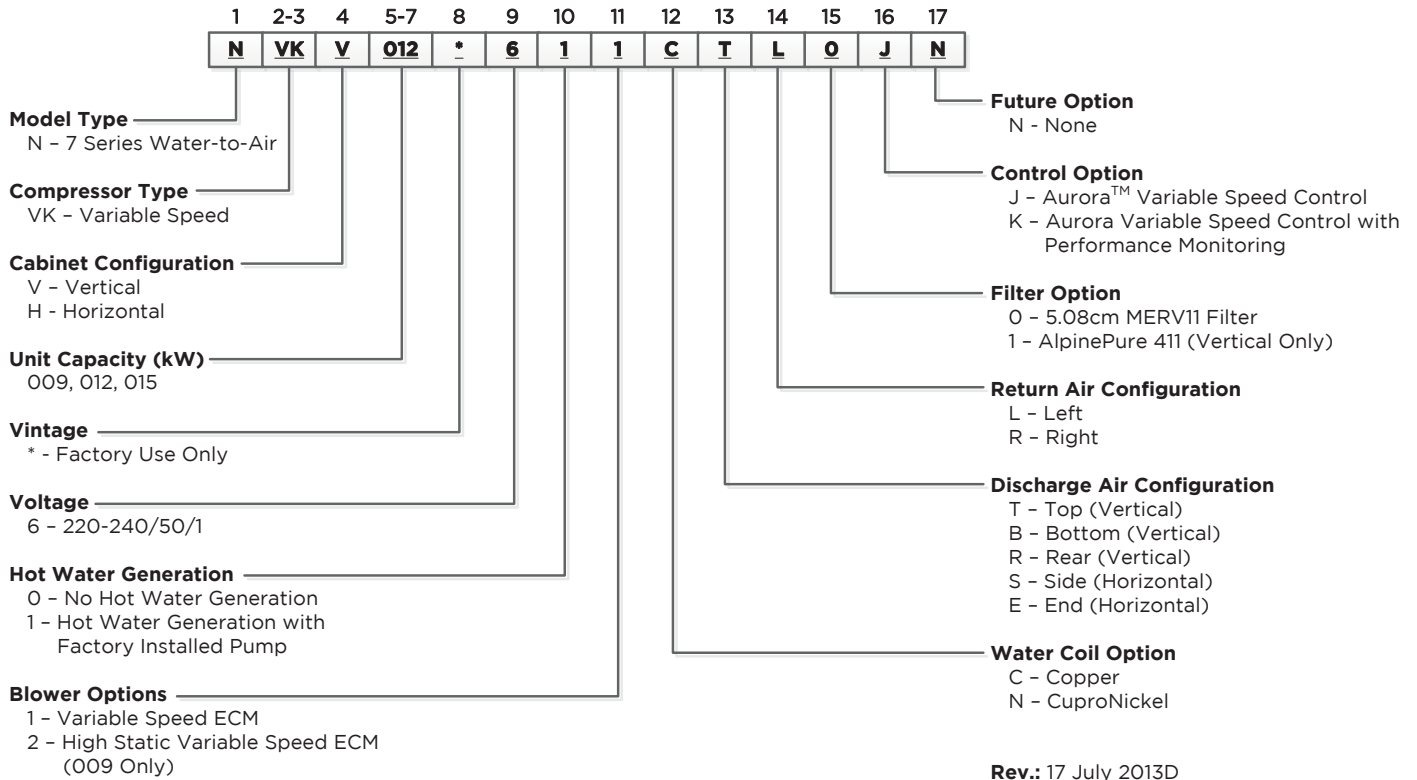 1 2-3 4 5-7 8 9 10 11 12 13 14 15 16 17
N VK V 012 * 6 1 1 C T L 0 J N
Model Type
N – 7 Series Water-to-Air
Compressor Type
VK – Variable Speed
Cabinet Configuration
V – Vertical
H - Horizontal
Unit Capacity (kW)
009, 012, 015
Vintage
* - Factory Use Only
Voltage
6 – 220-240/50/1
Hot Water Generation
0 – No Hot Water Generation
1 – Hot Water Generation with
Factory Installed Pump
Blower Options
1 – Variable Speed ECM
2 – High Static Variable Speed ECM
(009 Only)
Future Option
N - None
Control Option
J – Aurora™ Variable Speed Control
K – Aurora Variable Speed Control with
Performance Monitoring
Filter Option
0 – 5.08cm MERV11 Filter
1 – AlpinePure 411 (Vertical Only)
Return Air Configuration
L – Left
R – Right
Discharge Air Configuration
T – Top (Vertical)
B – Bottom (Vertical)
R – Rear (Vertical)
S – Side (Horizontal)
E – End (Horizontal)
Water Coil Option
C – Copper
N – CuproNickel
Rev.: 17 July 2013D